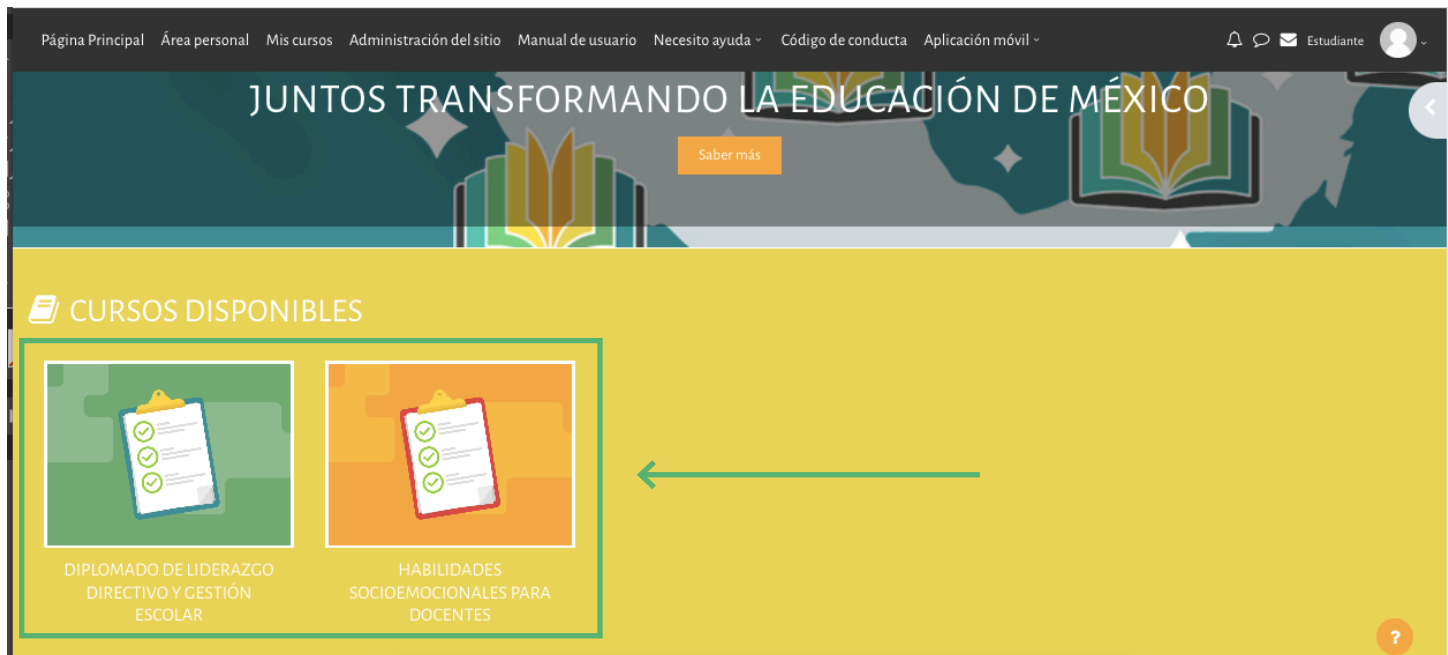 Página Principal Área personal Mis cursos Administración del sitio Manual de usuario Necesito ayuda Código de conducta Aplicación móvil Estudiante
JUNTOS TRANSFORMANDO LA EDUCACIÓN DE MÉXICO
Saber más
CURSOS DISPONIBLES
DIPLOMADO DE LIDERAZGO
DIRECTIVO Y GESTIÓN
ESCOLAR
HABILIDADES
SOCIOEMOCIONALES PARA
DOCENTES
?